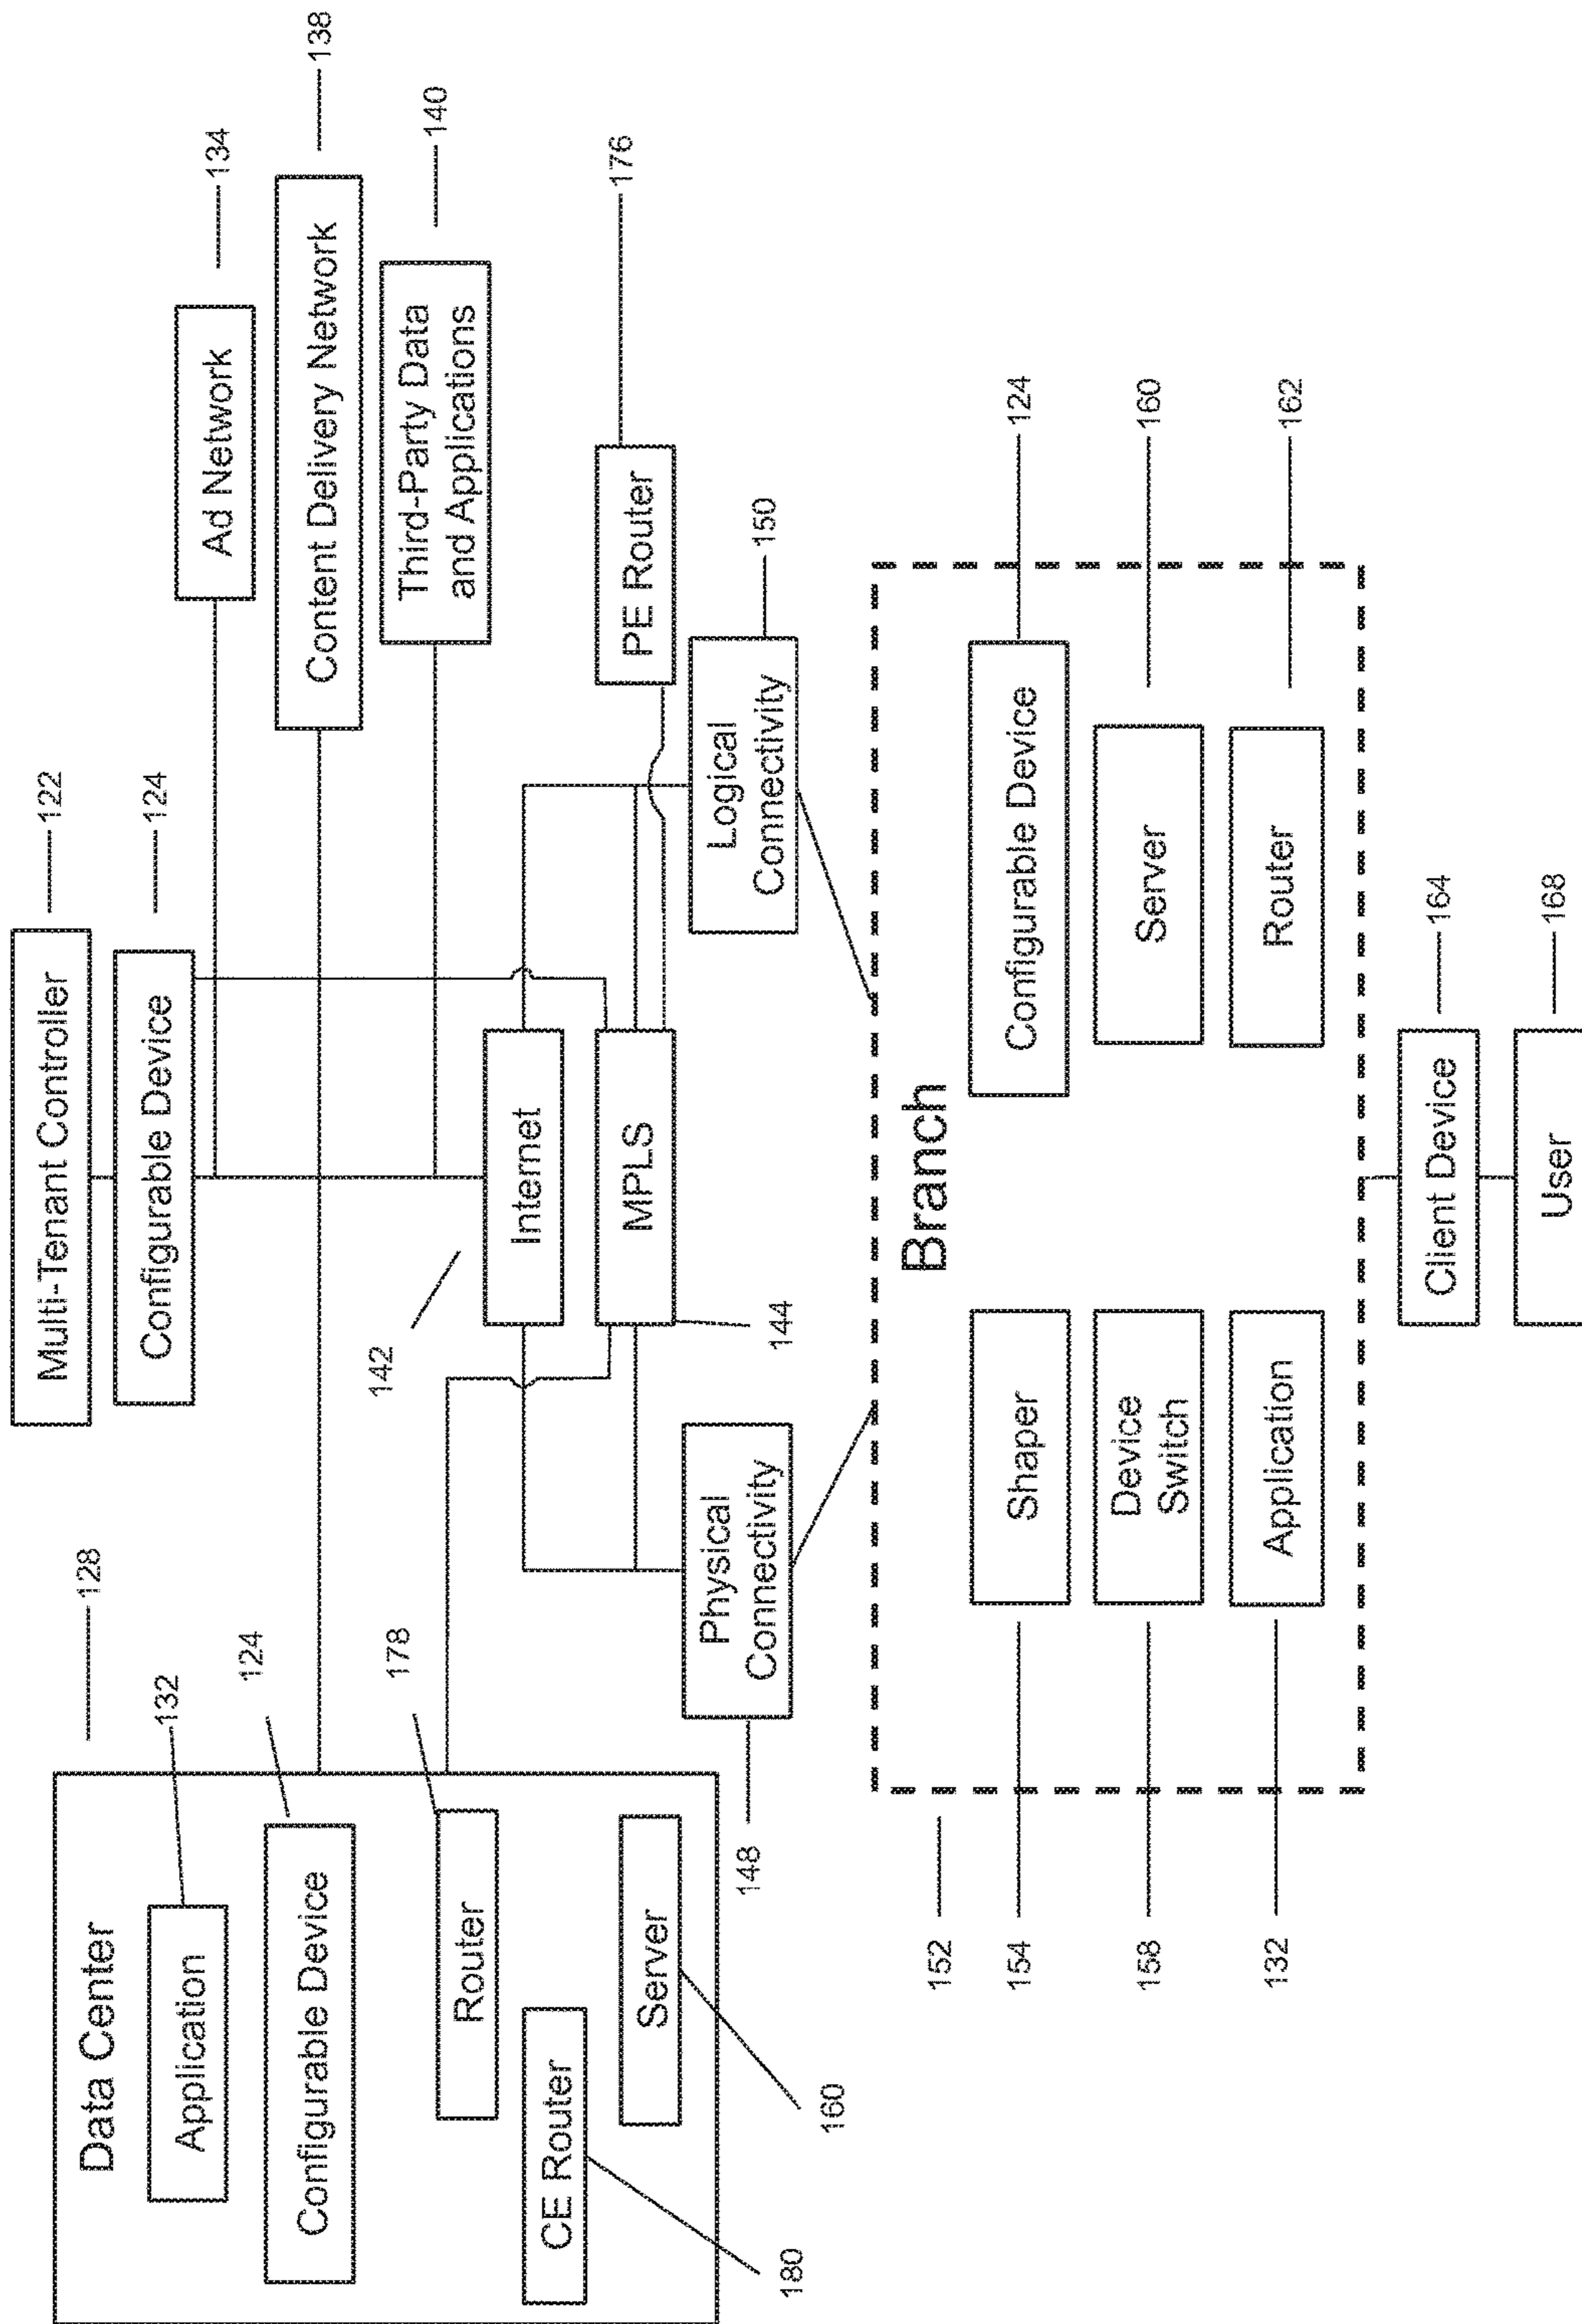 Multi-Tenant Controller
122
Configurable Device
124
Ad Network
134
Content Delivery Network
138
Third-Party Data
and Applications
140
128
Data Center
Application
132
Configurable Device
124
Router
178
CE Router
180
Server
160
142
Internet
MPLS
144
PE Router
176
Physical
Connectivity
148
Logical
Connectivity
150
Branch
152
Shaper
154
Device
Switch
158
Application
132
Configurable Device
124
Server
160
Router
162
Client Device
164
User
168